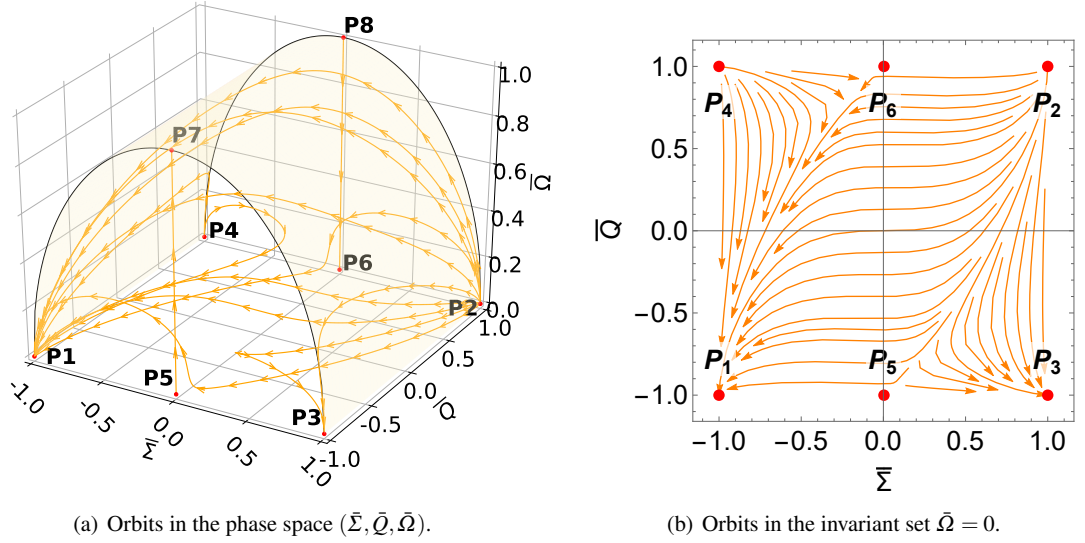 P8
1.0
0.8
0.6
0.4
0.2
0.0
Ω̄
P7
P4
P6
P2
P1
P5
P3
1.0
0.5
0.0
-0.5
-1.0
Q̄
-1.0
-0.5
0.0
0.5
1.0
Σ̄
(a) Orbits in the phase space (Σ̄, Q̄, Ω̄).
1.0
0.5
0.0
−0.5
−1.0
Q̄
P₄
P₆
P₂
P₁
P₅
P₃
−1.0
−0.5
0.0
0.5
1.0
Σ̄
(b) Orbits in the invariant set Ω̄ = 0.